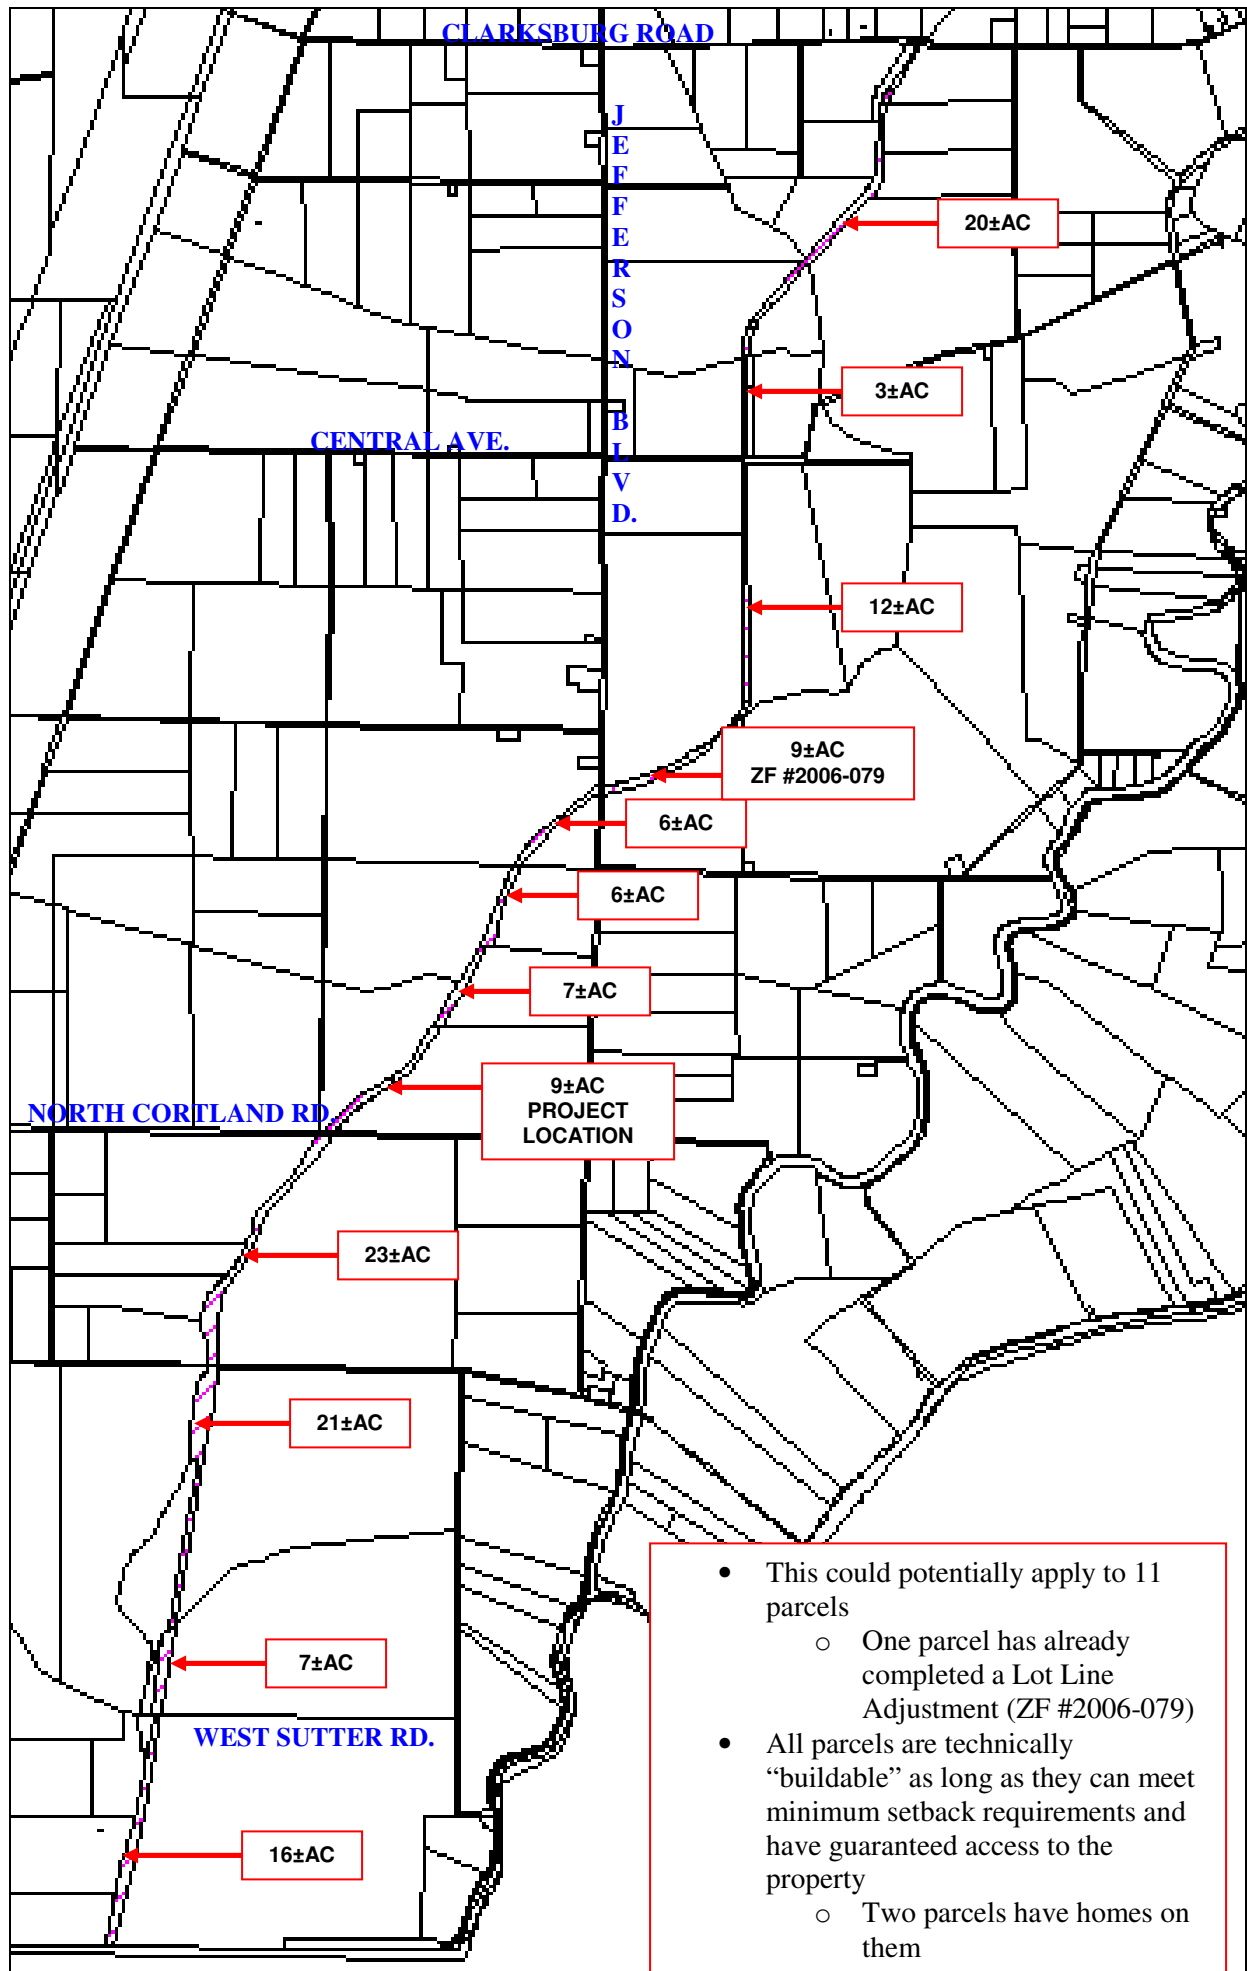 CLARKSBURG ROAD
JEFFERSON BLVD.
20±AC
3±AC
CENTRAL AVE.
12±AC
9±AC
ZF #2006-079
6±AC
6±AC
7±AC
9±AC
PROJECT
LOCATION
NORTH CORTLAND RD.
23±AC
21±AC
7±AC
WEST SUTTER RD.
16±AC
• This could potentially apply to 11
parcels
o One parcel has already
completed a Lot Line
Adjustment (ZF #2006-079)
• All parcels are technically
“buildable” as long as they can meet
minimum setback requirements and
have guaranteed access to the
property
o Two parcels have homes on
them